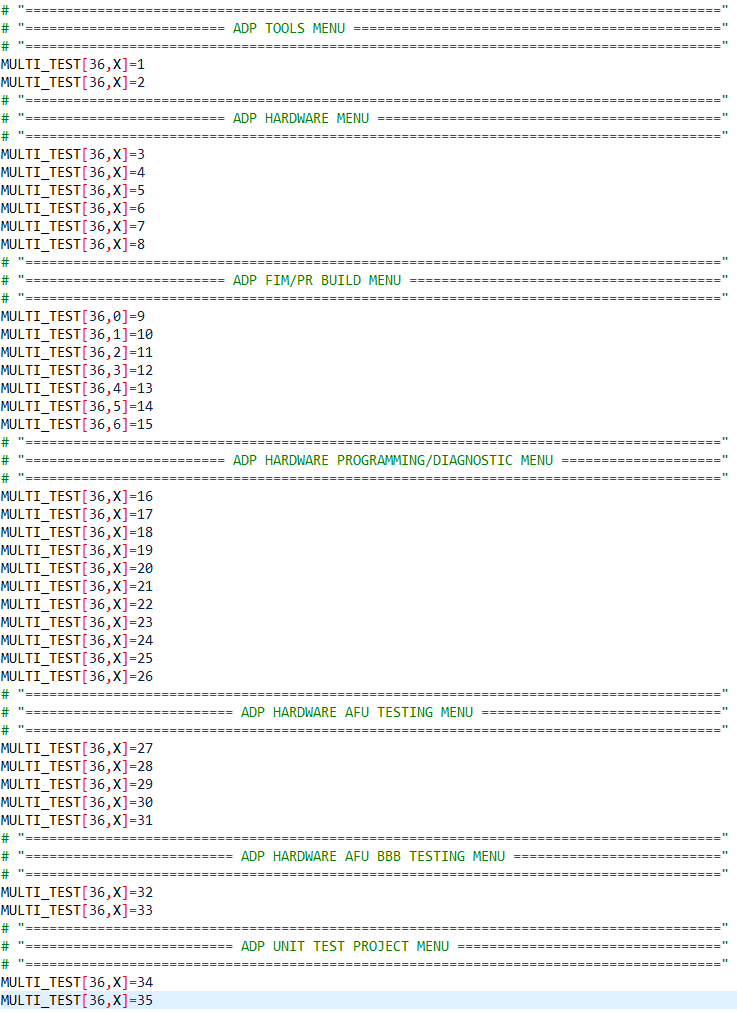 # "======================================================================================="
# "========================= ADP TOOLS MENU =============================================="
# "======================================================================================="
MULTI_TEST[36,X]=1
MULTI_TEST[36,X]=2
# "======================================================================================="
# "========================= ADP HARDWARE MENU ==========================================="
# "======================================================================================="
MULTI_TEST[36,X]=3
MULTI_TEST[36,X]=4
MULTI_TEST[36,X]=5
MULTI_TEST[36,X]=6
MULTI_TEST[36,X]=7
MULTI_TEST[36,X]=8
# "======================================================================================="
# "========================= ADP FIM/PR BUILD MENU ======================================="
# "======================================================================================="
MULTI_TEST[36,0]=9
MULTI_TEST[36,1]=10
MULTI_TEST[36,2]=11
MULTI_TEST[36,3]=12
MULTI_TEST[36,4]=13
MULTI_TEST[36,5]=14
MULTI_TEST[36,6]=15
# "======================================================================================="
# "========================= ADP HARDWARE PROGRAMMING/DIAGNOSTIC MENU ===================="
# "======================================================================================="
MULTI_TEST[36,X]=16
MULTI_TEST[36,X]=17
MULTI_TEST[36,X]=18
MULTI_TEST[36,X]=19
MULTI_TEST[36,X]=20
MULTI_TEST[36,X]=21
MULTI_TEST[36,X]=22
MULTI_TEST[36,X]=23
MULTI_TEST[36,X]=24
MULTI_TEST[36,X]=25
MULTI_TEST[36,X]=26
# "======================================================================================="
# "========================== ADP HARDWARE AFU TESTING MENU =============================="
# "======================================================================================="
MULTI_TEST[36,X]=27
MULTI_TEST[36,X]=28
MULTI_TEST[36,X]=29
MULTI_TEST[36,X]=30
MULTI_TEST[36,X]=31
# "======================================================================================="
# "========================== ADP HARDWARE AFU BBB TESTING MENU =========================="
# "======================================================================================="
MULTI_TEST[36,X]=32
MULTI_TEST[36,X]=33
# "======================================================================================="
# "========================== ADP UNIT TEST PROJECT MENU ================================="
# "======================================================================================="
MULTI_TEST[36,X]=34
MULTI_TEST[36,X]=35